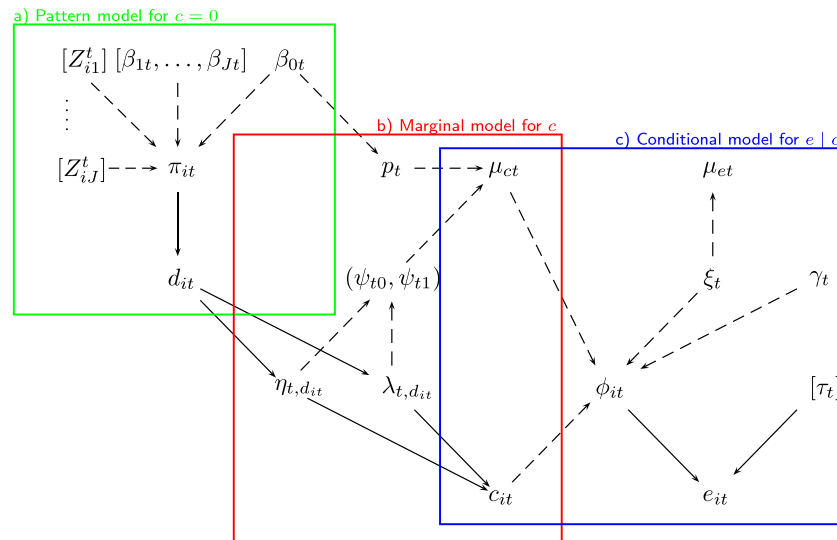 a) Pattern model for c = 0
[Z^t_{i1}] [β_{1t}, . . . , β_{Jt}] β_{0t}
b) Marginal model for c
c) Conditional model for e | c
[Z^t_{iJ}] π_{it} p_t μ_{ct} μ_{et}
d_{it} (ψ_{t0}, ψ_{t1}) ξ_t γ_t
η_{t,d_{it}} λ_{t,d_{it}} ϕ_{it} [τ_t]
c_{it} e_{it}